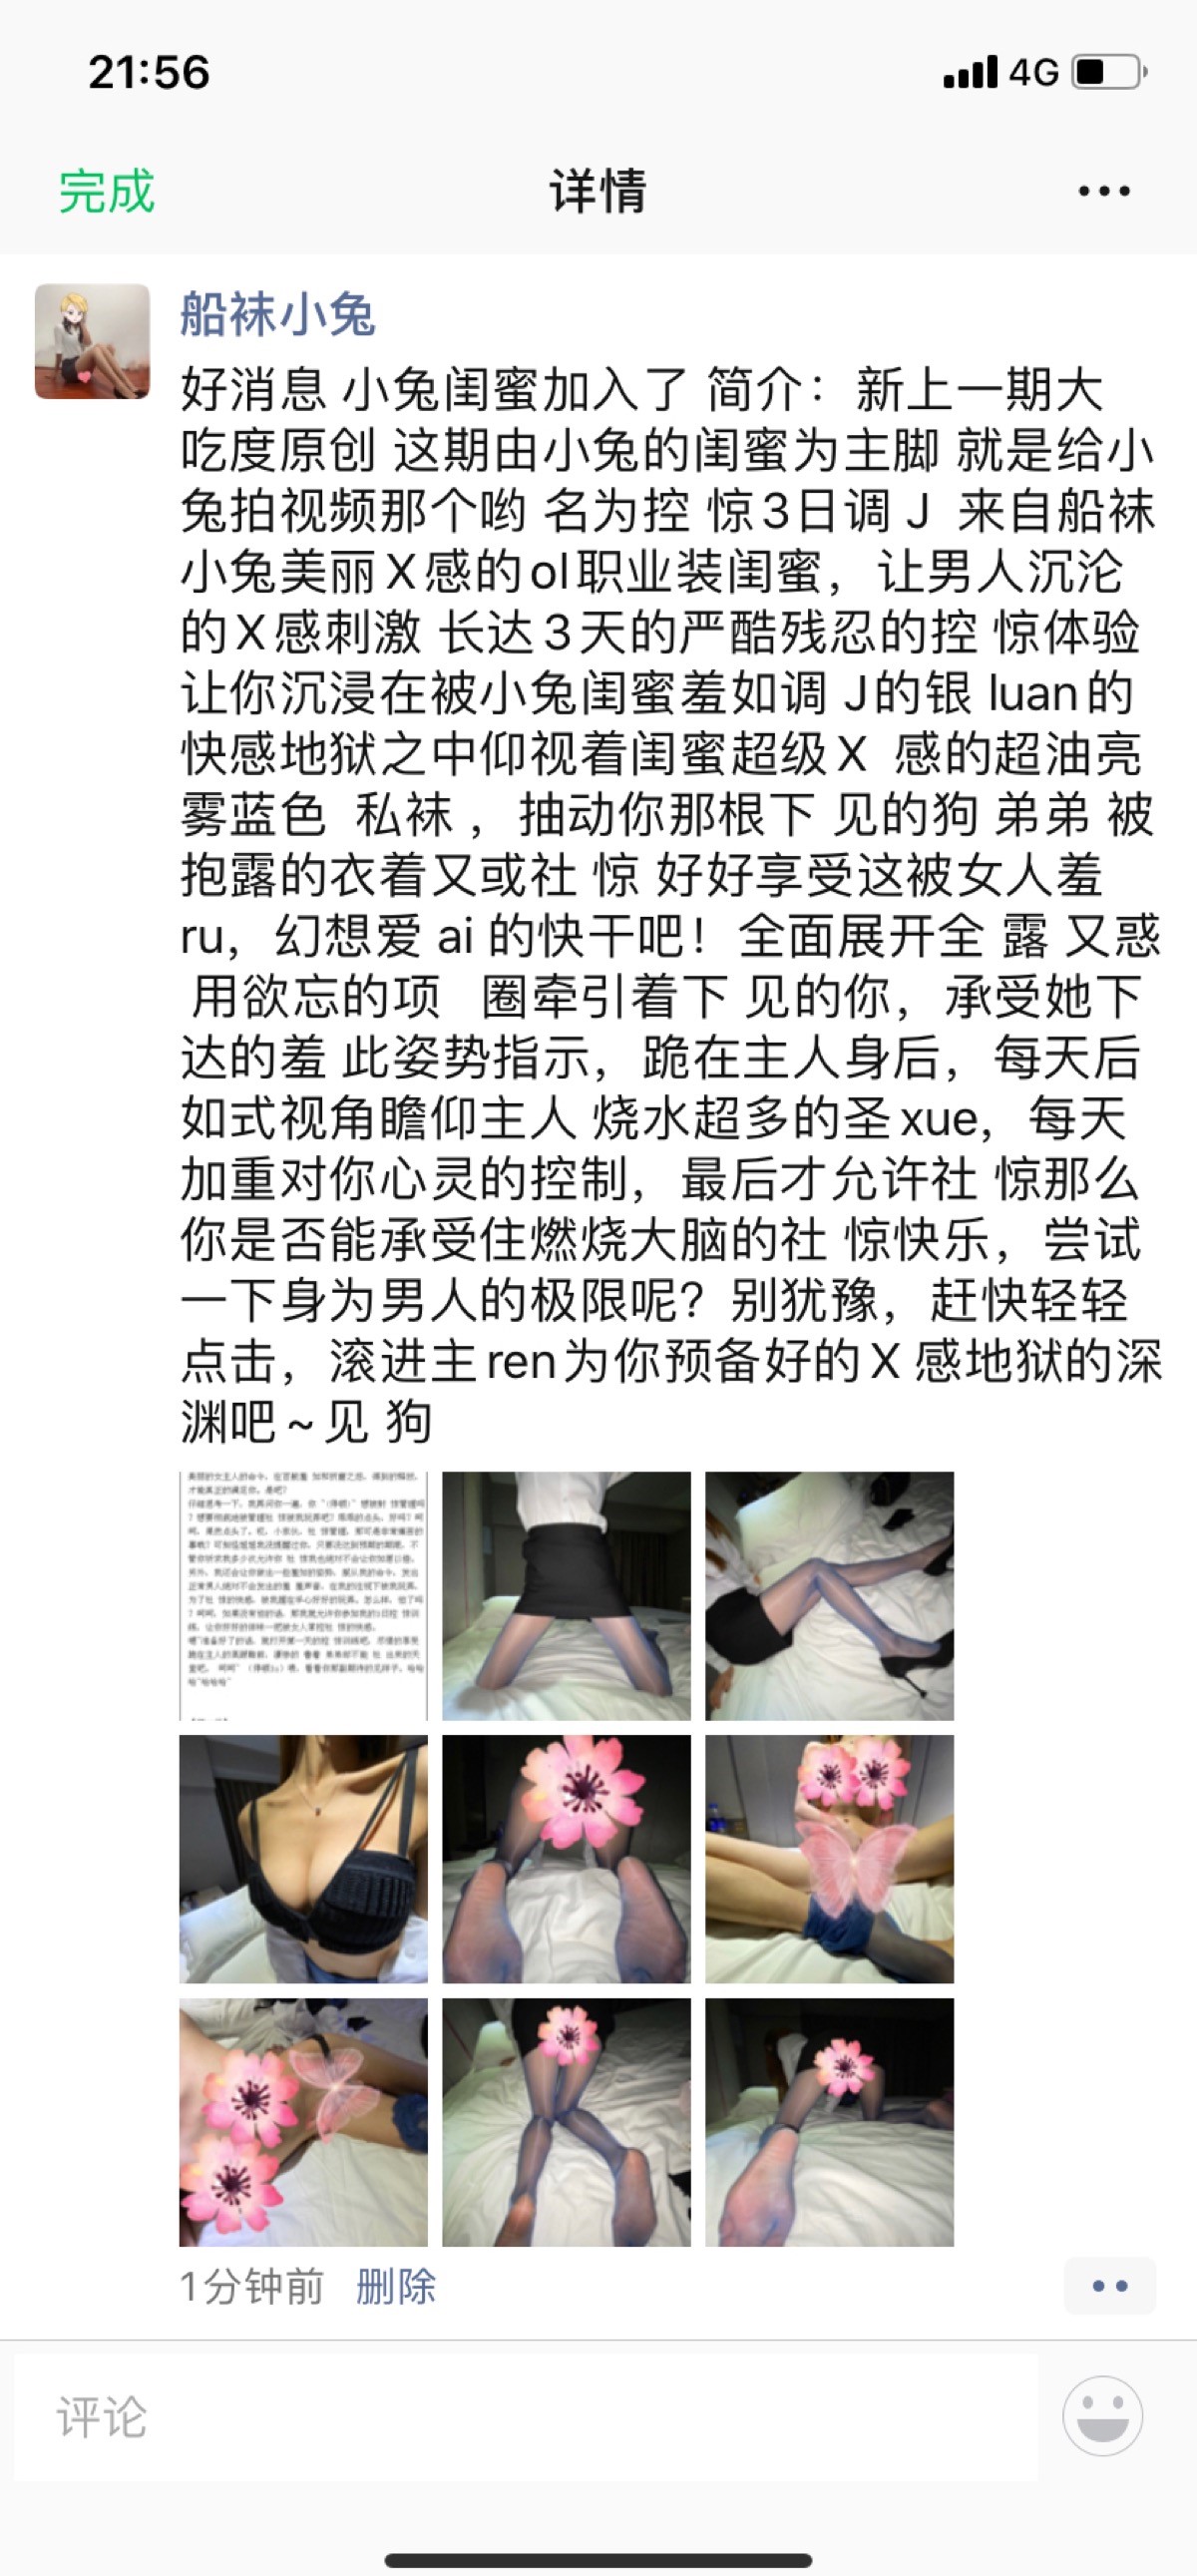 21:56
4G
完成
详情
船袜小兔
好消息 小兔闺蜜加入了 简介：新上一期大
吃度原创 这期由小兔的闺蜜为主脚 就是给小
兔拍视频那个哟 名为控 惊3日调 J 来自船袜
小兔美丽X感的ol职业装闺蜜，让男人沉沦
的X感刺激 长达3天的严酷残忍的控 惊体验
让你沉浸在被小兔闺蜜羞如调 J的银 luan的
快感地狱之中仰视着闺蜜超级X 感的超油亮
雾蓝色 私袜 ，抽动你那根下 见的狗 弟弟 被
抱露的衣着又或社 惊 好好享受这被女人羞
ru，幻想爱 ai 的快干吧！全面展开全 露 又惑
用欲忘的项 圈牵引着下 见的你，承受她下
达的羞 此姿势指示，跪在主人身后，每天后
如式视角瞻仰主人 烧水超多的圣xue，每天
加重对你心灵的控制，最后才允许社 惊那么
你是否能承受住燃烧大脑的社 惊快乐，尝试
一下身为男人的极限呢？别犹豫，赶快轻轻
点击，滚进主ren为你预备好的X 感地狱的深
渊吧～见 狗
1分钟前 删除
评论